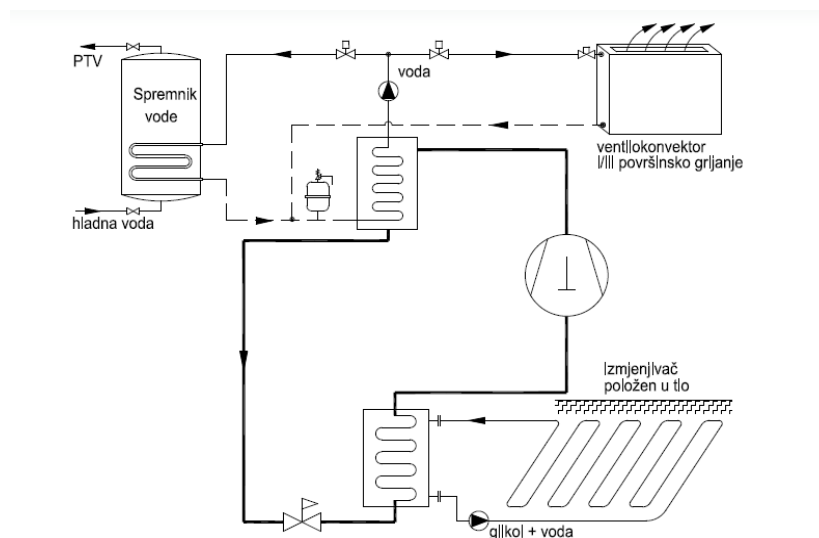 PTV
Spremnik
vode
hladna voda
voda
ventilokonvektor
i/ili površinsko grijanje
Izmjenjivač
položen u tlo
glikol + voda